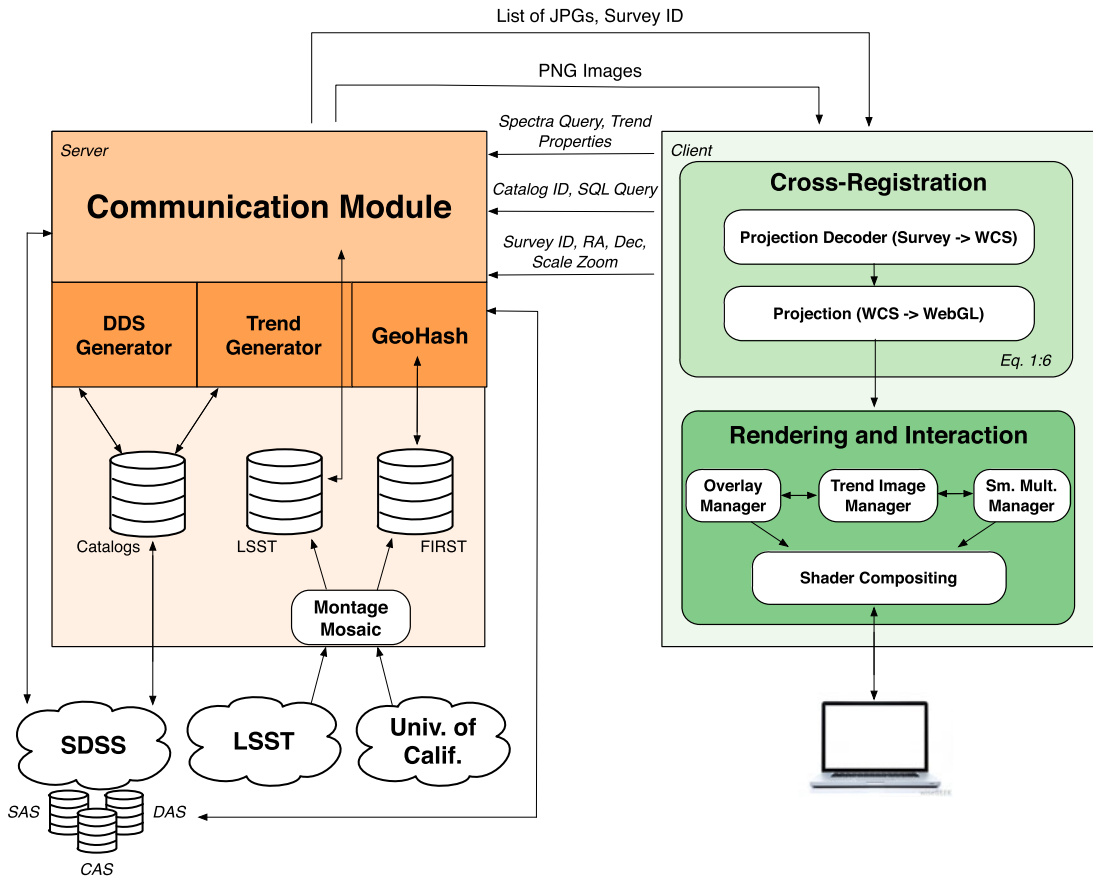 List of JPGs, Survey ID
PNG Images
Spectra Query, Trend
Properties
Catalog ID, SQL Query
Survey ID, RA, Dec,
Scale Zoom
Server
Communication Module
DDS
Generator
Trend
Generator
GeoHash
Catalogs
LSST
FIRST
Montage
Mosaic
SDSS
LSST
Univ. of
Calif.
SAS
DAS
CAS
Client
Cross-Registration
Projection Decoder (Survey -> WCS)
Projection (WCS -> WebGL)
Eq. 1:6
Rendering and Interaction
Overlay
Manager
Trend Image
Manager
Sm. Mult.
Manager
Shader Compositing